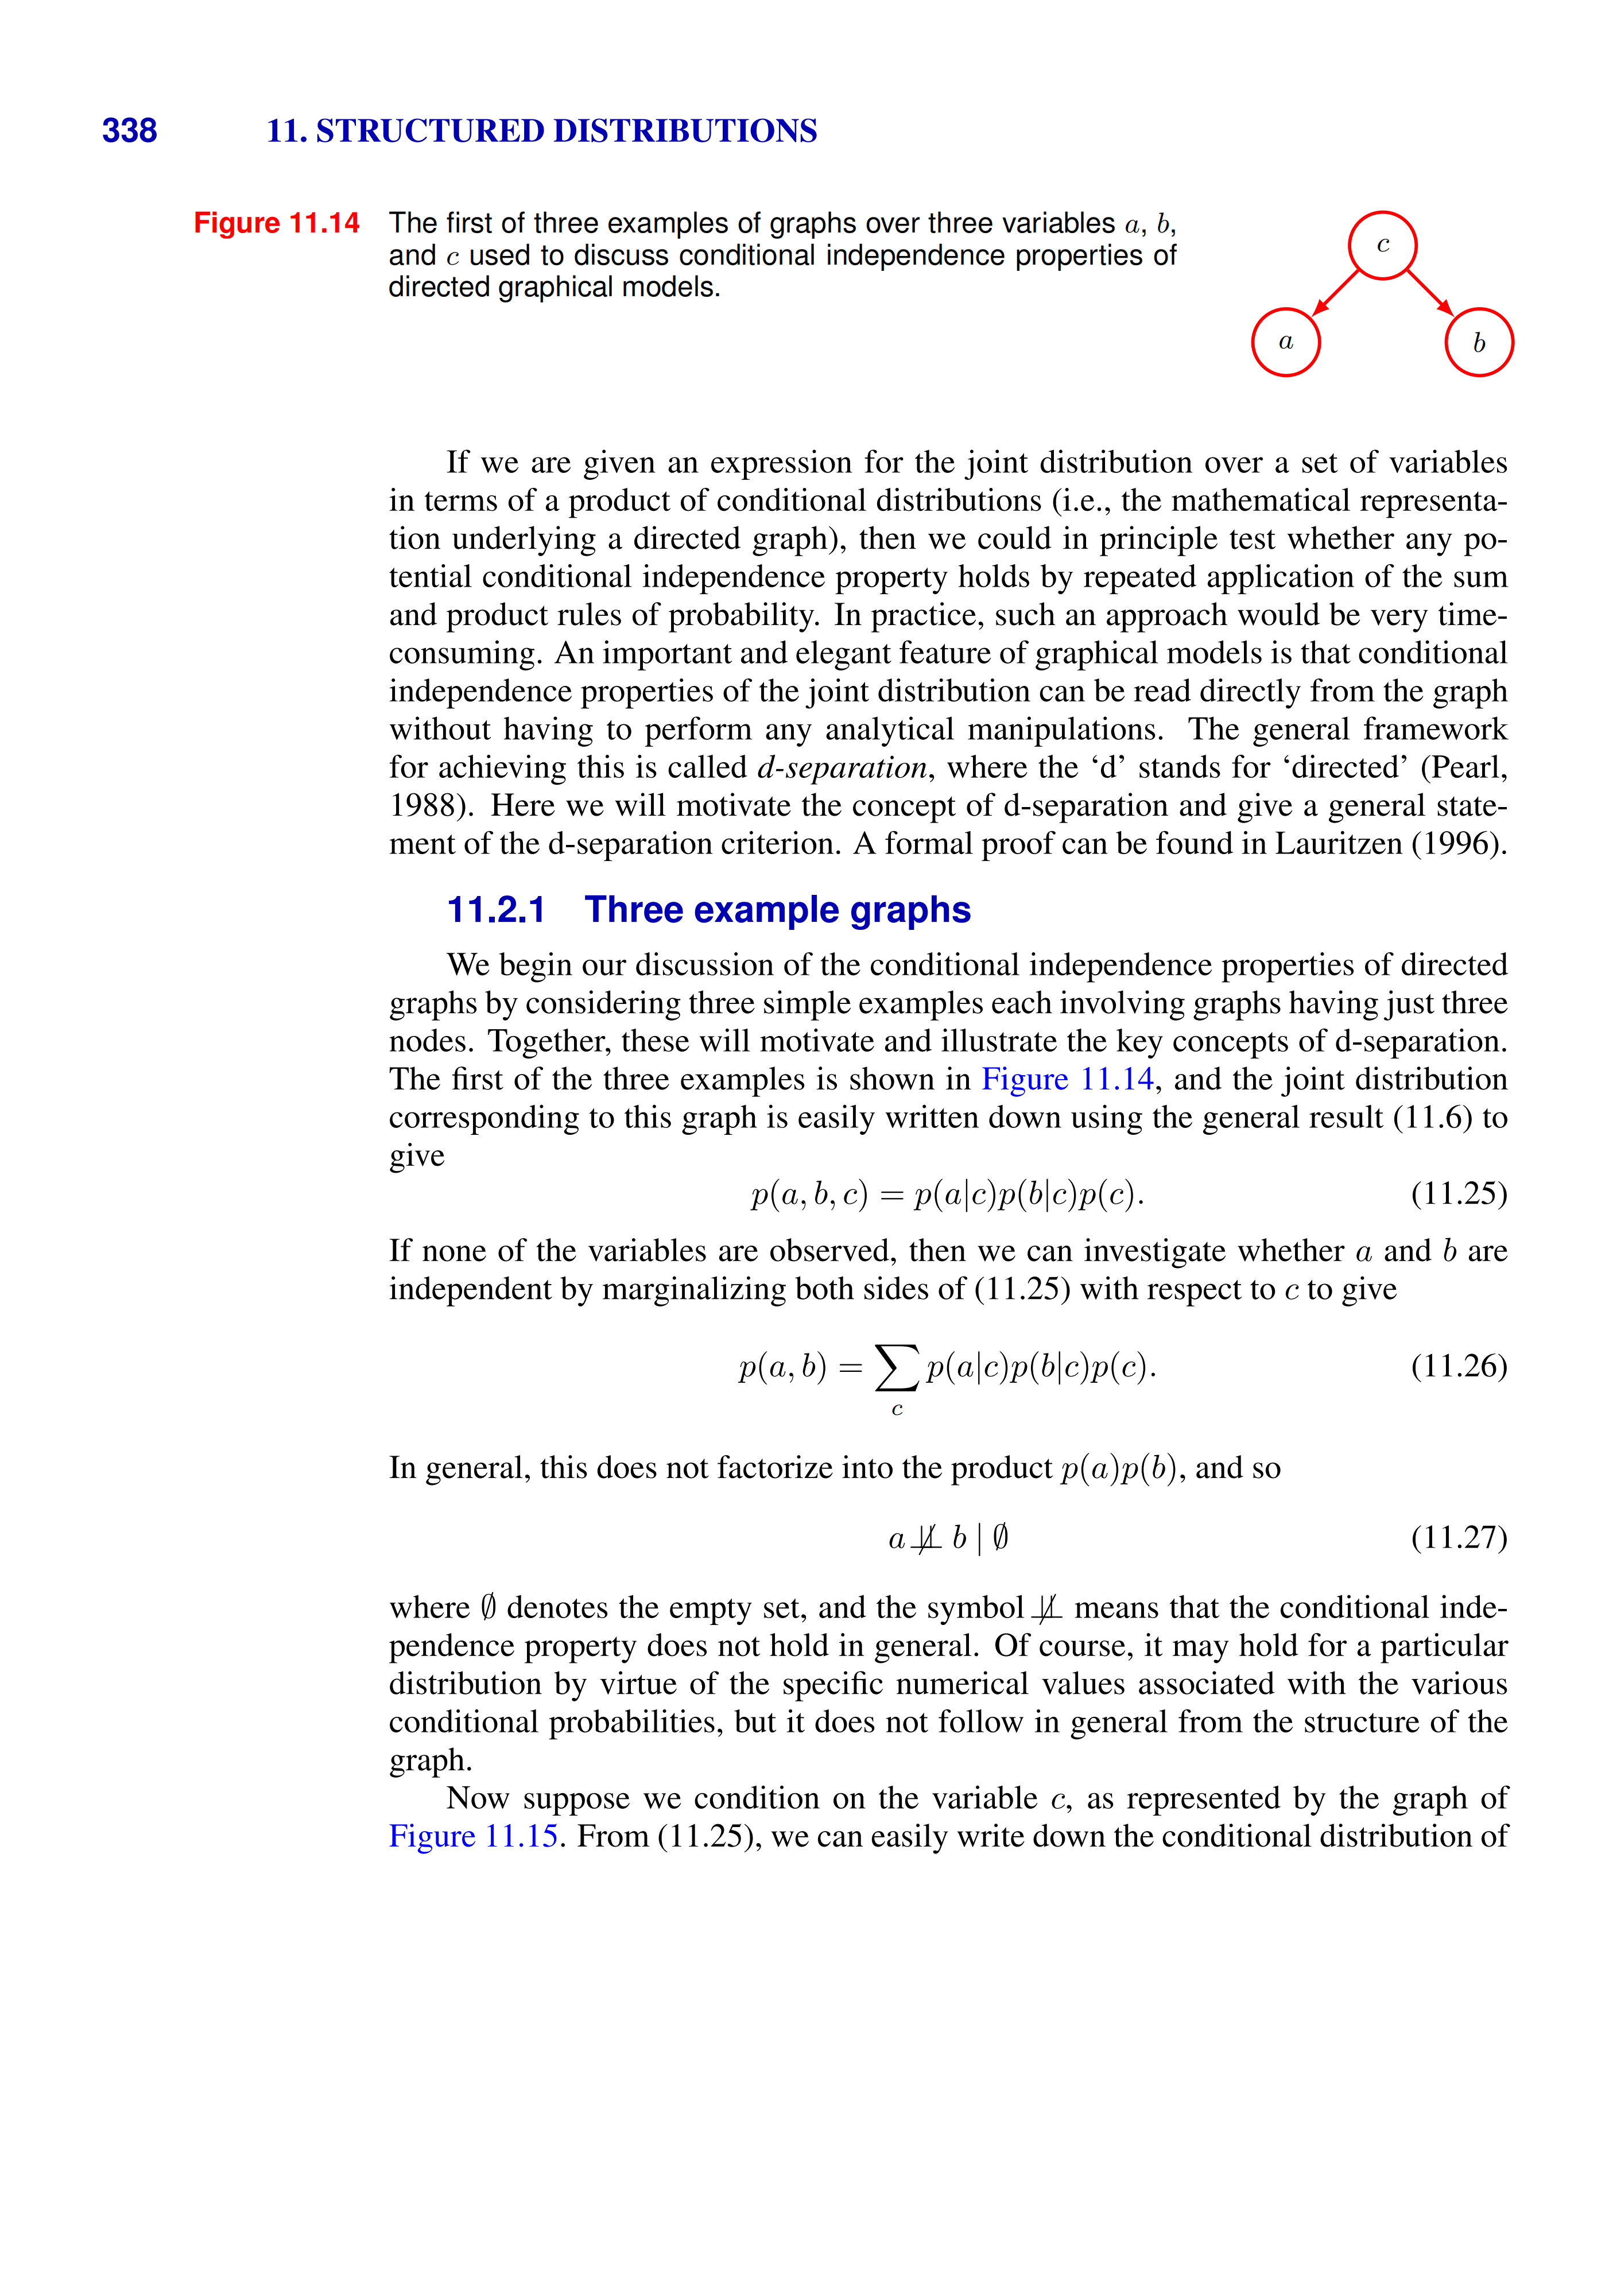 338 11. STRUCTURED DISTRIBUTIONS
Figure 11.14 The first of three examples of graphs over three variables a, b,
and c used to discuss conditional independence properties of
directed graphical models.
c
a
b
If we are given an expression for the joint distribution over a set of variables
in terms of a product of conditional distributions (i.e., the mathematical representa-
tion underlying a directed graph), then we could in principle test whether any po-
tential conditional independence property holds by repeated application of the sum
and product rules of probability. In practice, such an approach would be very time-
consuming. An important and elegant feature of graphical models is that conditional
independence properties of the joint distribution can be read directly from the graph
without having to perform any analytical manipulations. The general framework
for achieving this is called d-separation, where the ‘d’ stands for ‘directed’ (Pearl,
1988). Here we will motivate the concept of d-separation and give a general state-
ment of the d-separation criterion. A formal proof can be found in Lauritzen (1996).
11.2.1 Three example graphs
We begin our discussion of the conditional independence properties of directed
graphs by considering three simple examples each involving graphs having just three
nodes. Together, these will motivate and illustrate the key concepts of d-separation.
The first of the three examples is shown in Figure 11.14, and the joint distribution
corresponding to this graph is easily written down using the general result (11.6) to
give
p(a, b, c) = p(a|c)p(b|c)p(c). (11.25)
If none of the variables are observed, then we can investigate whether a and b are
independent by marginalizing both sides of (11.25) with respect to c to give
p(a, b) = ∑ p(a|c)p(b|c)p(c). (11.26)
c
In general, this does not factorize into the product p(a)p(b), and so
a ⫫̸ b | ∅ (11.27)
where ∅ denotes the empty set, and the symbol ⫫̸ means that the conditional inde-
pendence property does not hold in general. Of course, it may hold for a particular
distribution by virtue of the specific numerical values associated with the various
conditional probabilities, but it does not follow in general from the structure of the
graph.
Now suppose we condition on the variable c, as represented by the graph of
Figure 11.15. From (11.25), we can easily write down the conditional distribution of